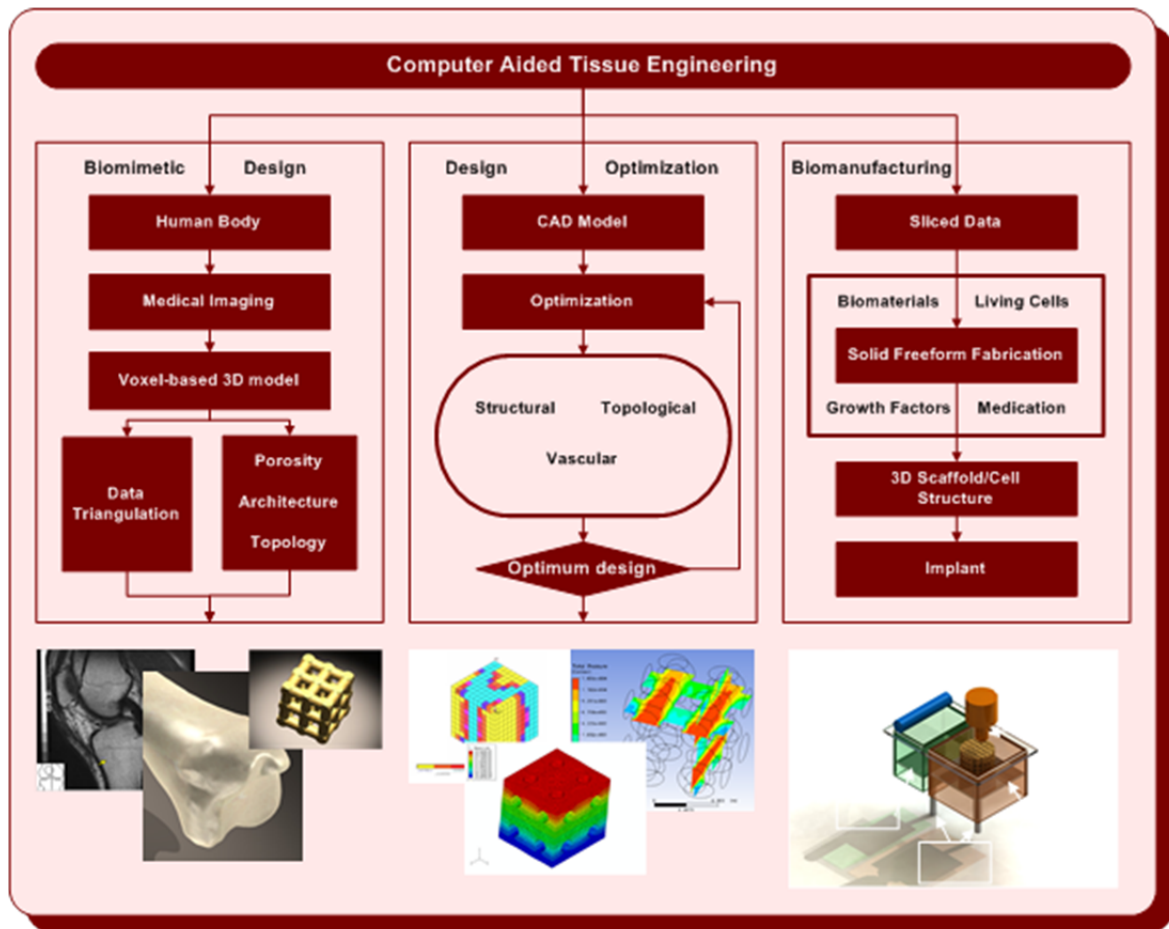 Computer Aided Tissue Engineering
Biomimetic Design
Human Body
Medical Imaging
Voxel-based 3D model
Data
Triangulation
Porosity
Architecture
Topology
Design Optimization
CAD Model
Optimization
Structural Topological
Vascular
Optimum design
Biomanufacturing
Sliced Data
Biomaterials Living Cells
Solid Freeform Fabrication
Growth Factors Medication
3D Scaffold/Cell
Structure
Implant